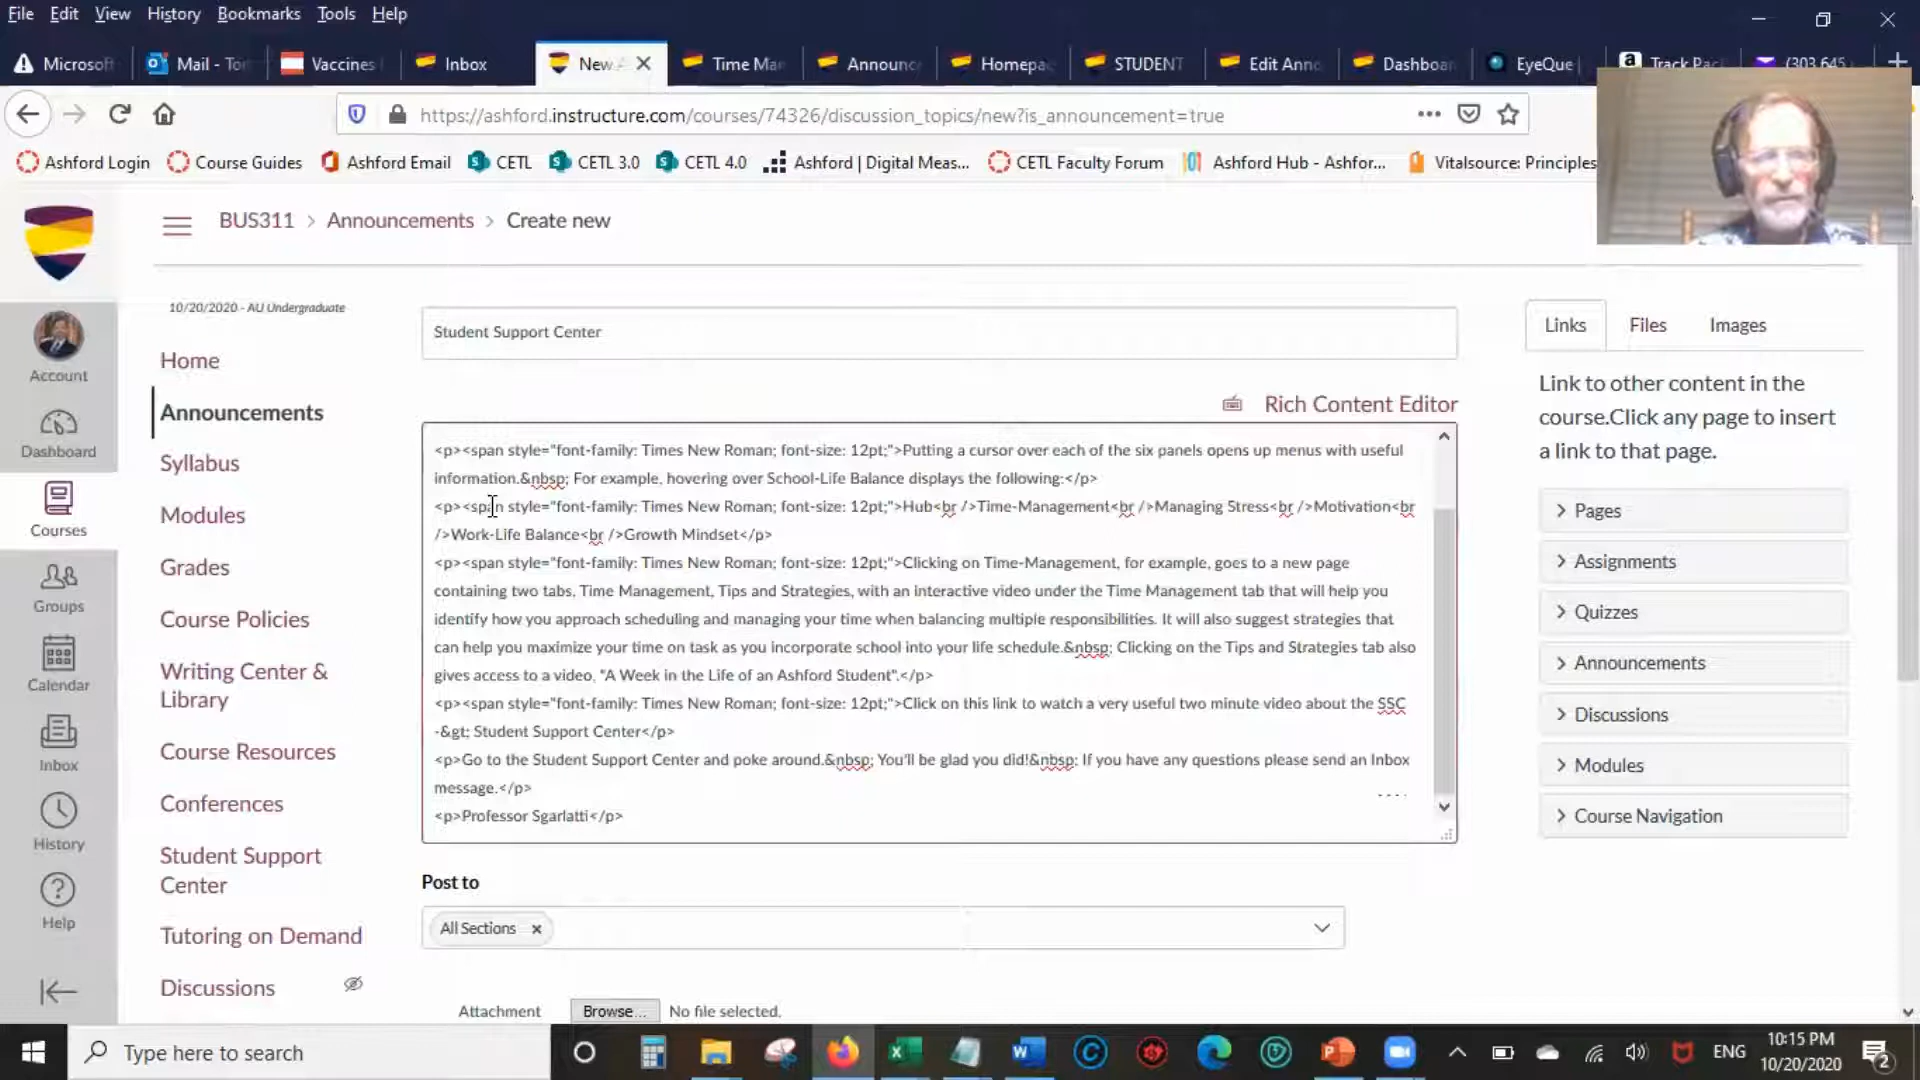 File Edit View History Bookmarks Tools Help
Microsoft Mail - Tom Vaccines Inbox New A Time Man Announc Homepag STUDENT Edit Anno Dashboar EyeQue Track Pac (303.645
https://ashford.instructure.com/courses/74326/discussion_topics/new?is_announcement=true
Ashford Login Course Guides Ashford Email CETL CETL 3.0 CETL 4.0 Ashford | Digital Meas... CETL Faculty Forum Ashford Hub - Ashfor... Vitalsource: Principles
BUS311 > Announcements > Create new
10/20/2020 - AU Undergraduate
Home
Announcements
Syllabus
Modules
Grades
Course Policies
Writing Center &
Library
Course Resources
Conferences
Student Support
Center
Tutoring on Demand
Discussions
Account
Dashboard
Courses
Groups
Calendar
Inbox
History
Help
Student Support Center
Rich Content Editor
<p><span style="font-family: Times New Roman; font-size: 12pt;">Putting a cursor over each of the six panels opens up menus with useful
information.&nbsp; For example, hovering over School-Life Balance displays the following:</p>
<p><span style="font-family: Times New Roman; font-size: 12pt;">Hub<br />Time-Management<br />Managing Stress<br />Motivation<br
/>Work-Life Balance<br />Growth Mindset</p>
<p><span style="font-family: Times New Roman; font-size: 12pt;">Clicking on Time-Management, for example, goes to a new page
containing two tabs, Time Management, Tips and Strategies, with an interactive video under the Time Management tab that will help you
identify how you approach scheduling and managing your time when balancing multiple responsibilities. It will also suggest strategies that
can help you maximize your time on task as you incorporate school into your life schedule.&nbsp; Clicking on the Tips and Strategies tab also
gives access to a video, "A Week in the Life of an Ashford Student".</p>
<p><span style="font-family: Times New Roman; font-size: 12pt;">Click on this link to watch a very useful two minute video about the SSC
-&gt; Student Support Center</p>
<p>Go to the Student Support Center and poke around.&nbsp; You'll be glad you did!&nbsp; If you have any questions please send an Inbox
message.</p>
<p>Professor Sgarlatti</p>
Post to
All Sections
Attachment Browse... No file selected.
Links Files Images
Link to other content in the
course.Click any page to insert
a link to that page.
Pages
Assignments
Quizzes
Announcements
Discussions
Modules
Course Navigation
Type here to search
ENG
10:15 PM
10/20/2020
2